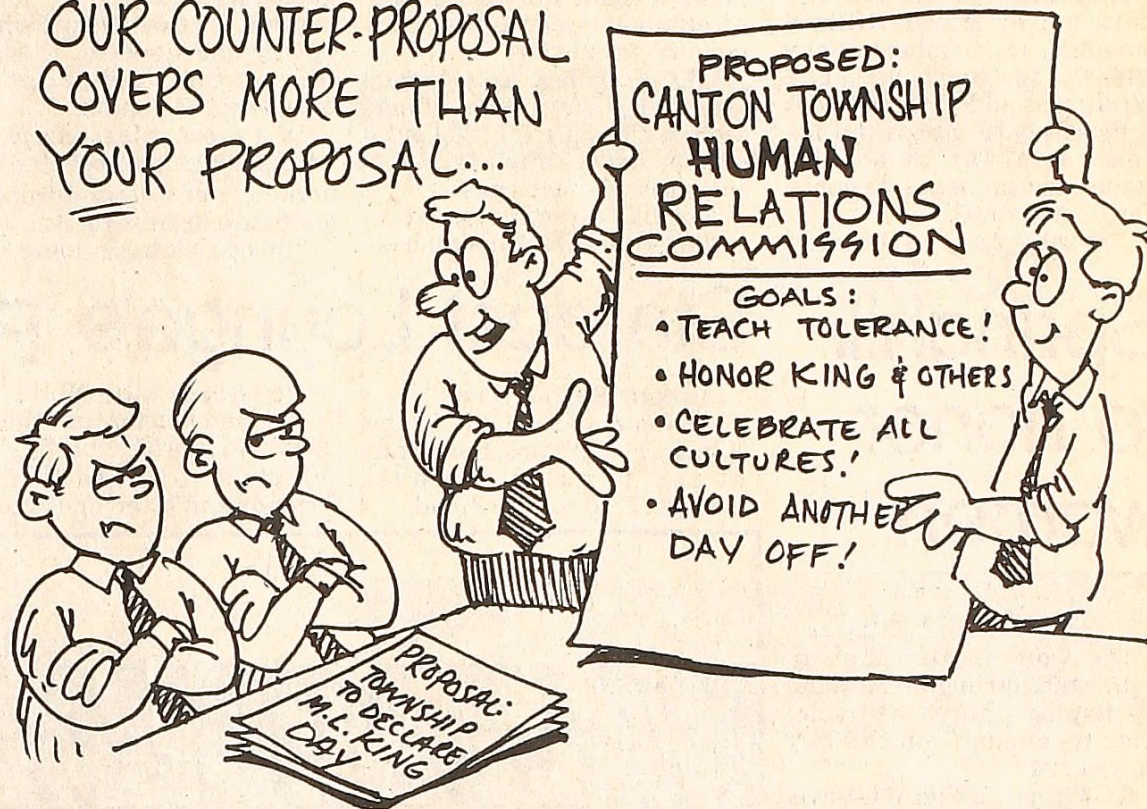 OUR COUNTER-PROPOSAL
COVERS MORE THAN
YOUR PROPOSAL...
PROPOSED:
CANTON TOWNSHIP
HUMAN
RELATIONS
COMMISSION
GOALS:
• TEACH TOLERANCE!
• HONOR KING & OTHERS
• CELEBRATE ALL
CULTURES!
• AVOID ANOTHER
DAY OFF!
PROPOSAL:
TOWNSHIP
TO DECLARE
M.L. KING
DAY